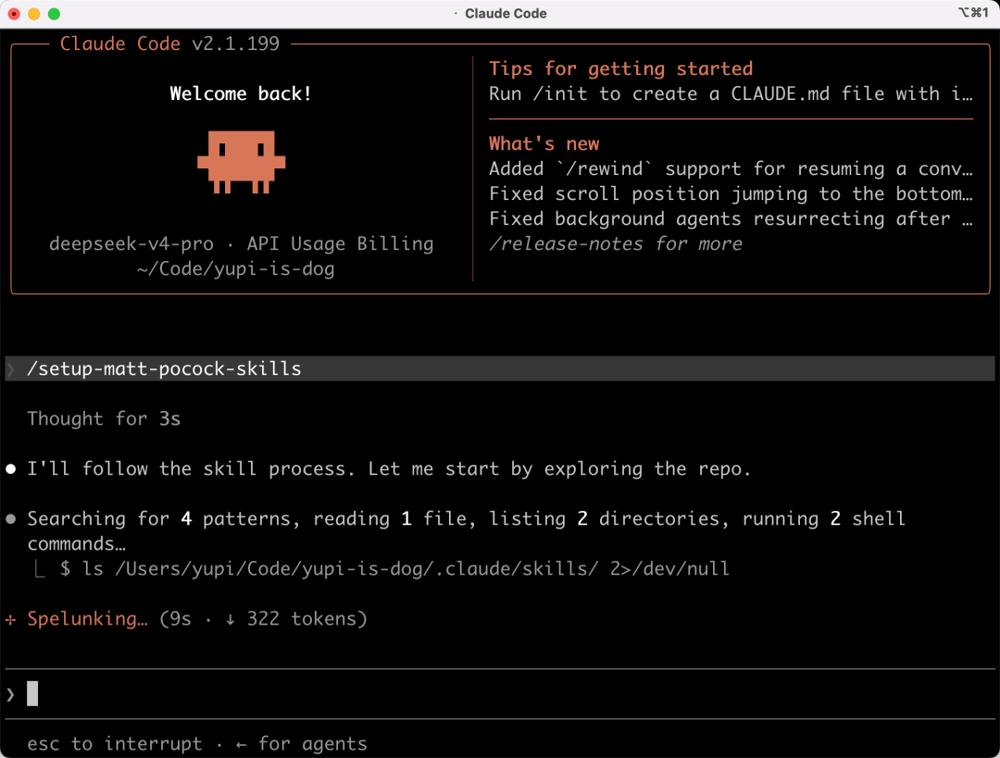 · Claude Code
⌥⌘1
Claude Code v2.1.199
Welcome back!
deepseek-v4-pro · API Usage Billing
~/Code/yupi-is-dog
Tips for getting started
Run /init to create a CLAUDE.md file with i…
What's new
Added `/rewind` support for resuming a conv…
Fixed scroll position jumping to the bottom…
Fixed background agents resurrecting after …
/release-notes for more
❯ /setup-matt-pocock-skills
Thought for 3s
● I'll follow the skill process. Let me start by exploring the repo.
● Searching for 4 patterns, reading 1 file, listing 2 directories, running 2 shell
commands…
⎿ $ ls /Users/yupi/Code/yupi-is-dog/.claude/skills/ 2>/dev/null
✢ Spelunking… (9s · ↓ 322 tokens)
❯
esc to interrupt · ← for agents